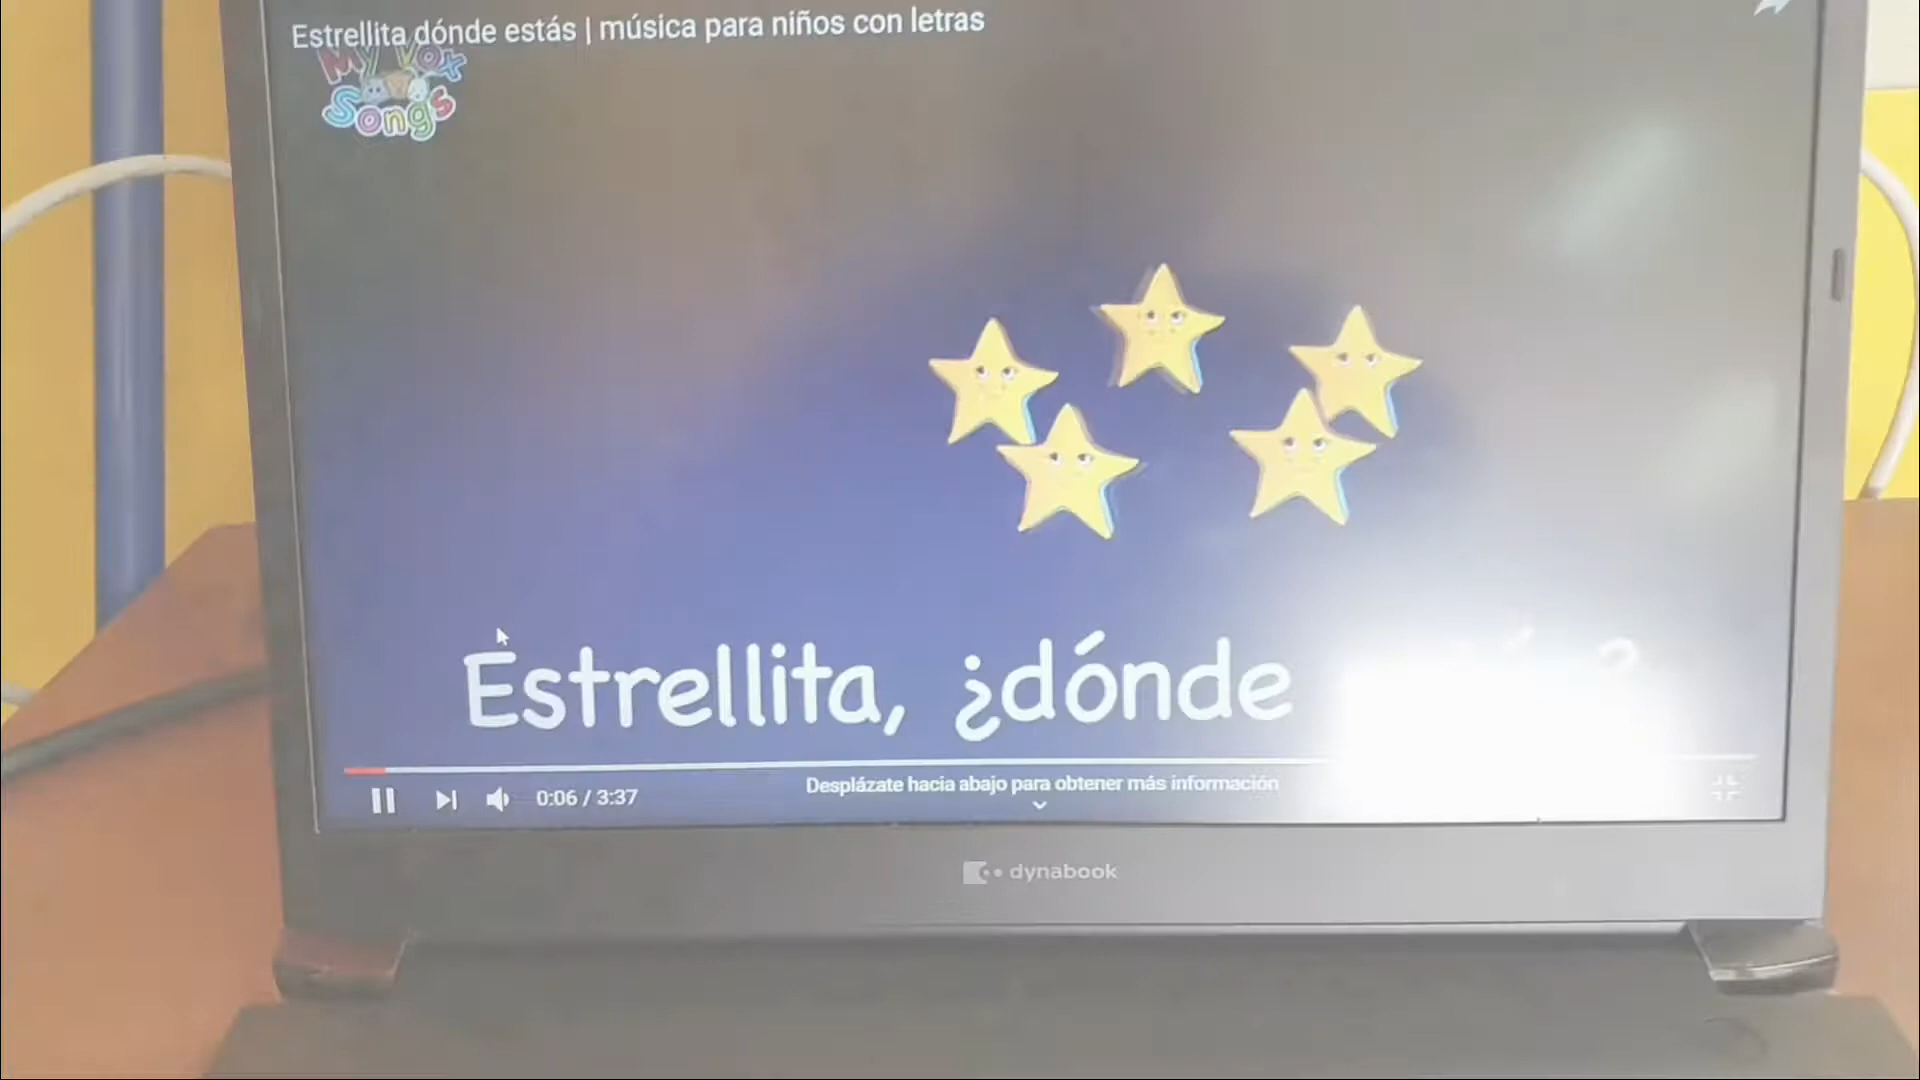 Estrellita dónde estás | música para niños con letras
My Vox
Songs
Estrellita, ¿dónde
0:06 / 3:37
Desplázate hacia abajo para obtener más información
dynabook